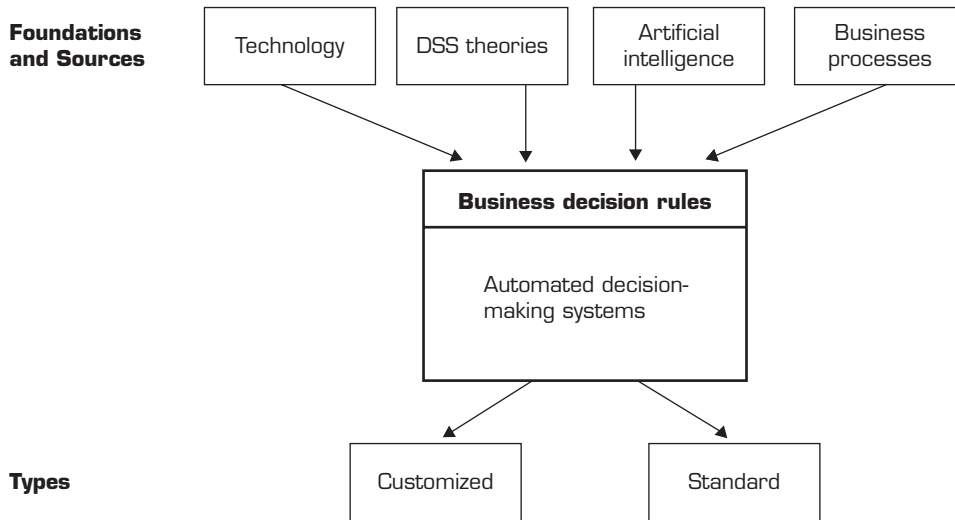 Foundations
and Sources
Technology
DSS theories
Artificial
intelligence
Business
processes
Business decision rules
Automated decision-
making systems
Types
Customized
Standard